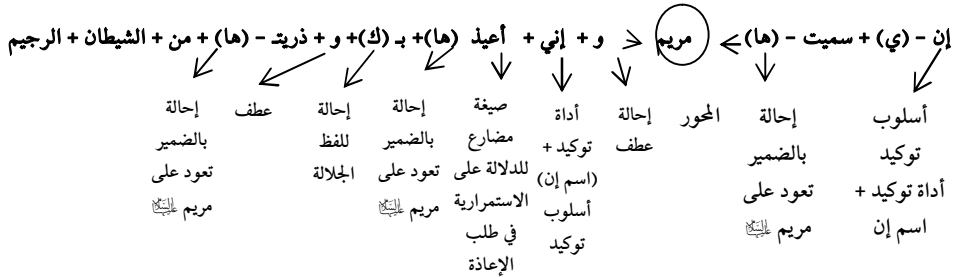 إن – (ي) + سميت – (ها) مريم و + إني + أعيذ (ها)+ بـ (ك)+ و + ذريتـ – (ها) + من + الشيطان + الرجيم
أسلوب
توكيد
أداة توكيد +
اسم إن
إحالة
بالضمير
تعود على
مريم عليها السلام
المحور
إحالة
عطف
أداة
توكيد +
(اسم إن)
أسلوب
توكيد
صيغة
مضارع
للدلالة على
الاستمرارية
في طلب
الإعاذة
إحالة
بالضمير
تعود على
مريم عليها السلام
إحالة
للفظ
الجلالة
عطف
إحالة
بالضمير
تعود على
مريم عليها السلام